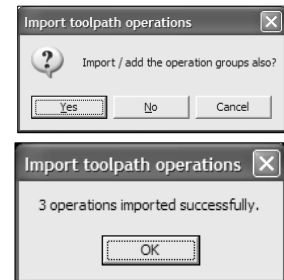 Import toolpath operations
Import / add the operation groups also?
Yes No Cancel
Import toolpath operations
3 operations imported successfully.
OK